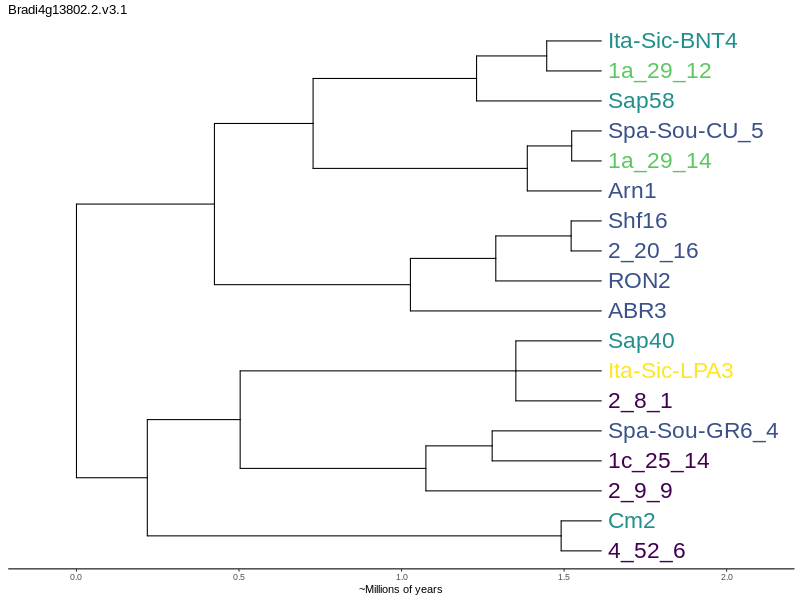 Bradi4g13802.2.v3.1
Ita-Sic-BNT4
1a_29_12
Sap58
Spa-Sou-CU_5
1a_29_14
Arn1
Shf16
2_20_16
RON2
ABR3
Sap40
Ita-Sic-LPA3
2_8_1
Spa-Sou-GR6_4
1c_25_14
2_9_9
Cm2
4_52_6
0.0 0.5 1.0 1.5 2.0
~Millions of years